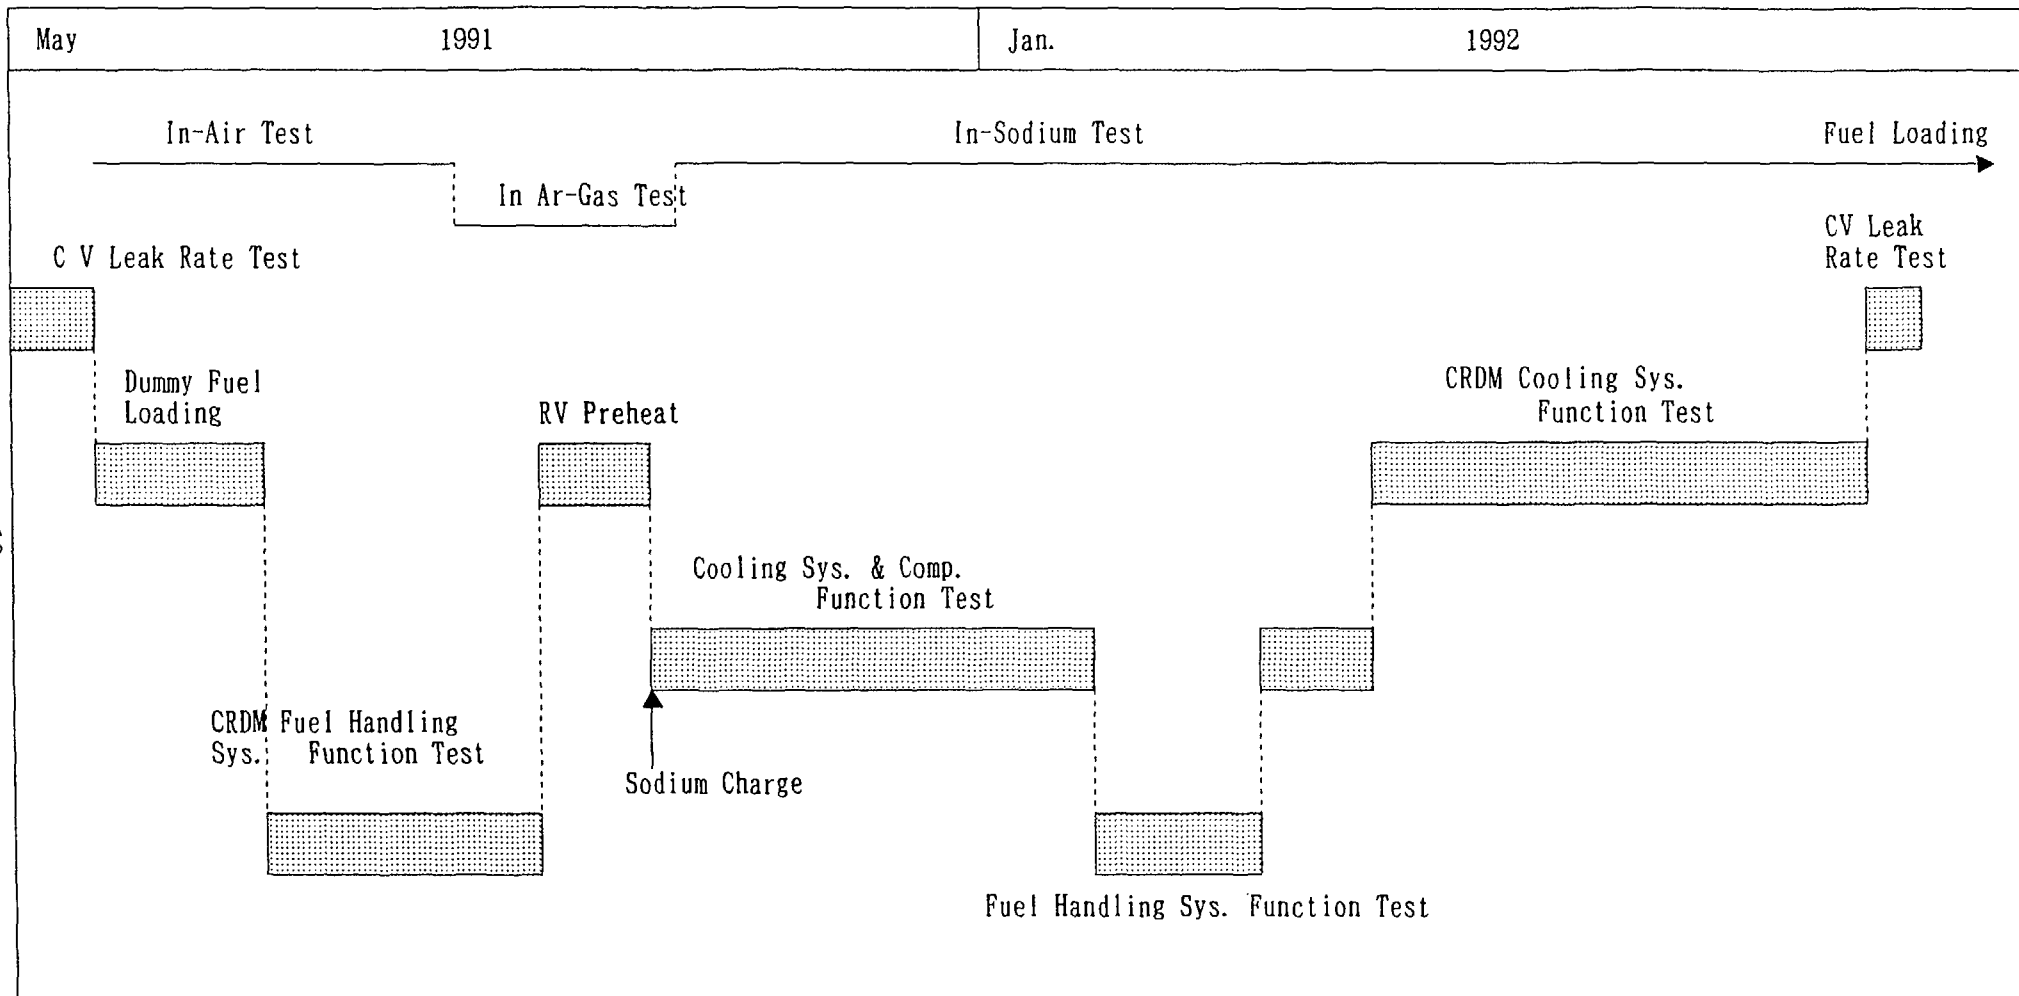 May 1991 Jan. 1992
In-Air Test In-Sodium Test Fuel Loading
In Ar-Gas Test
CV Leak
Rate Test
C V Leak Rate Test
Dummy Fuel
Loading
RV Preheat
CRDM Cooling Sys.
Function Test
Cooling Sys. & Comp.
Function Test
CRDM Fuel Handling
Sys. Function Test
Sodium Charge
Fuel Handling Sys. Function Test